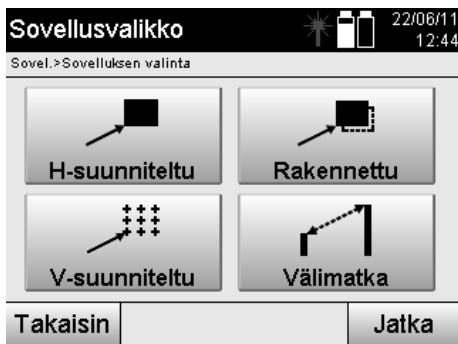 Sovellusvalikko
22/06/11
12:44
Sovel.>Sovelluksen valinta
H-suunniteltu
Rakennettu
V-suunniteltu
Välimatka
Takaisin
Jatka